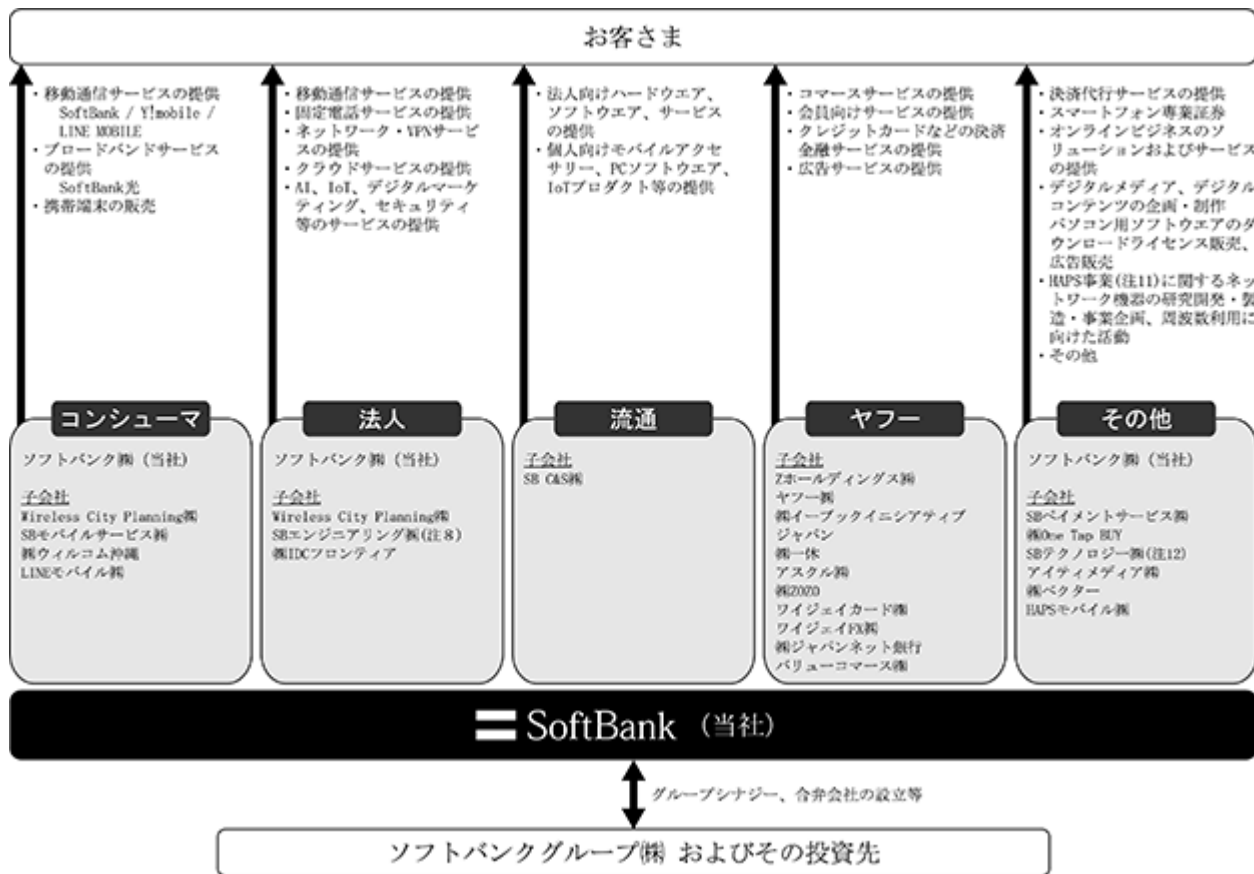 お客さま
・移動通信サービスの提供
SoftBank / Y!mobile /
LINE MOBILE
・ブロードバンドサービス
の提供
SoftBank光
・携帯端末の販売
・移動通信サービスの提供
・固定電話サービスの提供
・ネットワーク・VPNサービ
スの提供
・クラウドサービスの提供
・AI、IoT、デジタルマーケ
ティング、セキュリティ
等のサービスの提供
・法人向けハードウエア、
ソフトウエア、サービス
の提供
・個人向けモバイルアクセ
サリー、PCソフトウエア、
IoTプロダクト等の提供
・コマースサービスの提供
・会員向けサービスの提供
・クレジットカードなどの決済
金融サービスの提供
・広告サービスの提供
・決済代行サービスの提供
・スマートフォン専業証券
・オンラインビジネスのソ
リューションおよびサービス
の提供
・デジタルメディア、デジタル
コンテンツの企画・制作
パソコン用ソフトウエアのダ
ウンロードライセンス販売、
広告販売
・HAPS事業(注11)に関するネッ
トワーク機器の研究開発・製
造・事業企画、周波数利用に
向けた活動
・その他
コンシューマ
ソフトバンク㈱（当社）
子会社
Wireless City Planning㈱
SBモバイルサービス㈱
㈱ウィルコム沖縄
LINEモバイル㈱
法人
ソフトバンク㈱（当社）
子会社
Wireless City Planning㈱
SBエンジニアリング㈱(注８)
㈱IDCフロンティア
流通
子会社
SB C&S㈱
ヤフー
子会社
Zホールディングス㈱
ヤフー㈱
㈱イーブックイニシアティブ
ジャパン
㈱一休
アスクル㈱
㈱ZOZO
ワイジェイカード㈱
ワイジェイFX㈱
㈱ジャパンネット銀行
バリューコマース㈱
その他
ソフトバンク㈱（当社）
子会社
SBペイメントサービス㈱
㈱One Tap BUY
SBテクノロジー㈱(注12)
アイティメディア㈱
㈱ベクター
HAPSモバイル㈱
SoftBank（当社）
グループシナジー、合弁会社の設立等
ソフトバンクグループ㈱ およびその投資先